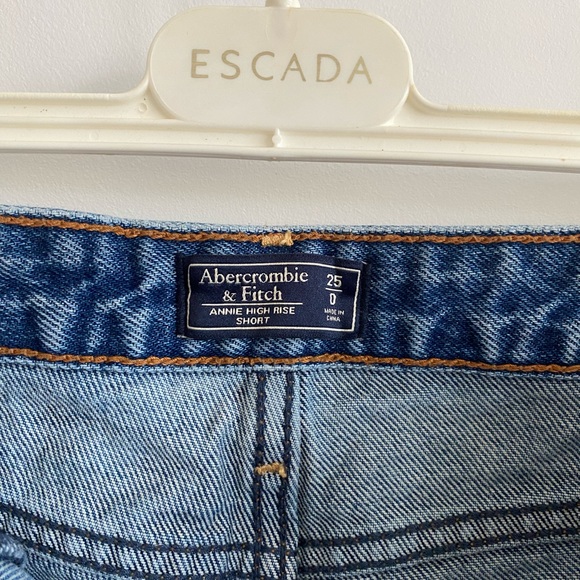 ESCADA
Abercrombie
& Fitch
ANNIE HIGH RISE
SHORT
25
0
MADE IN
CHINA